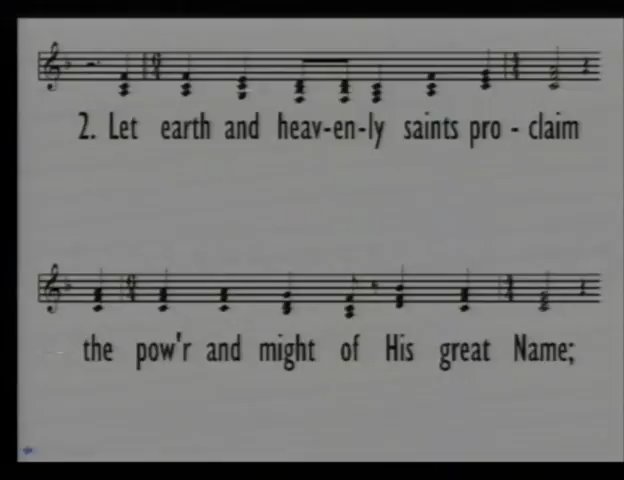 2. Let earth and heav-en-ly saints pro - claim
the pow'r and might of His great Name;